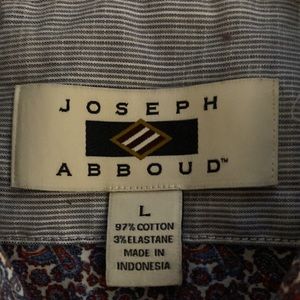 JOSEPH
ABBOUD™
L
97% COTTON
3% ELASTANE
MADE IN
INDONESIA